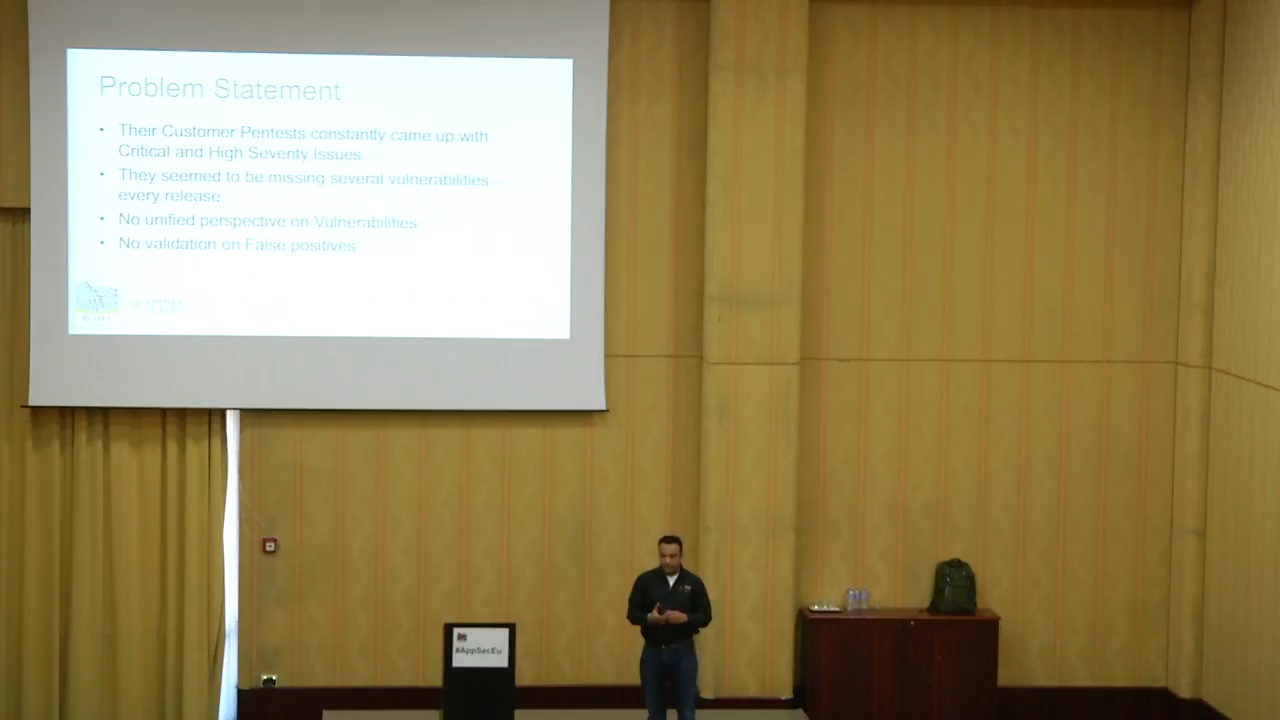 Problem Statement
• Their Customer Pentests constantly came up with
Critical and High Severity Issues
• They seemed to be missing several vulnerabilities –
every release
• No unified perspective on Vulnerabilities
• No validation on False positives
#AppSecEu